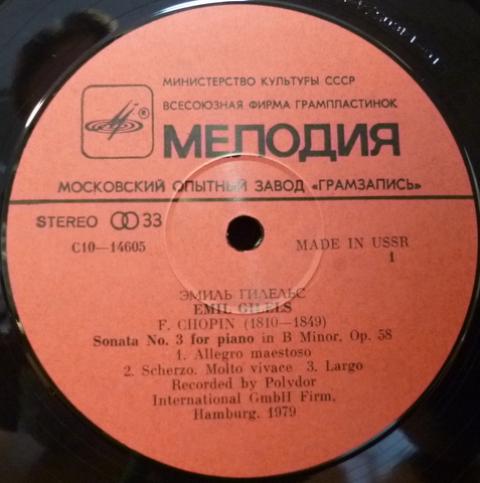 МИНИСТЕРСТВО КУЛЬТУРЫ СССР
ВСЕСОЮЗНАЯ ФИРМА ГРАМПЛАСТИНОК
®
МЕЛОДИЯ
МОСКОВСКИЙ ОПЫТНЫЙ ЗАВОД «ГРАМЗАПИСЬ»
STEREO 33
С10—14605
MADE IN USSR
1
ЭМИЛЬ ГИЛЕЛЬС
EMIL GILELS
F. CHOPIN (1810—1849)
Sonata No. 3 for piano in B Minor, Op. 58
1. Allegro maestoso
2. Scherzo. Molto vivace 3. Largo
Recorded by Polydor
International GmbH Firm,
Hamburg, 1979